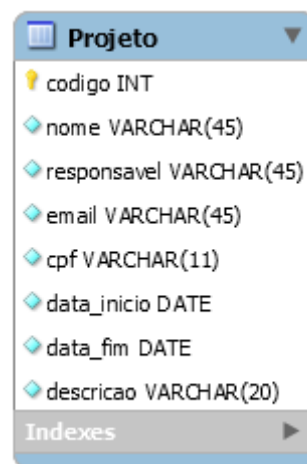 Projeto
codigo INT
nome VARCHAR(45)
responsavel VARCHAR(45)
email VARCHAR(45)
cpf VARCHAR(11)
data_inicio DATE
data_fim DATE
descricao VARCHAR(20)
Indexes